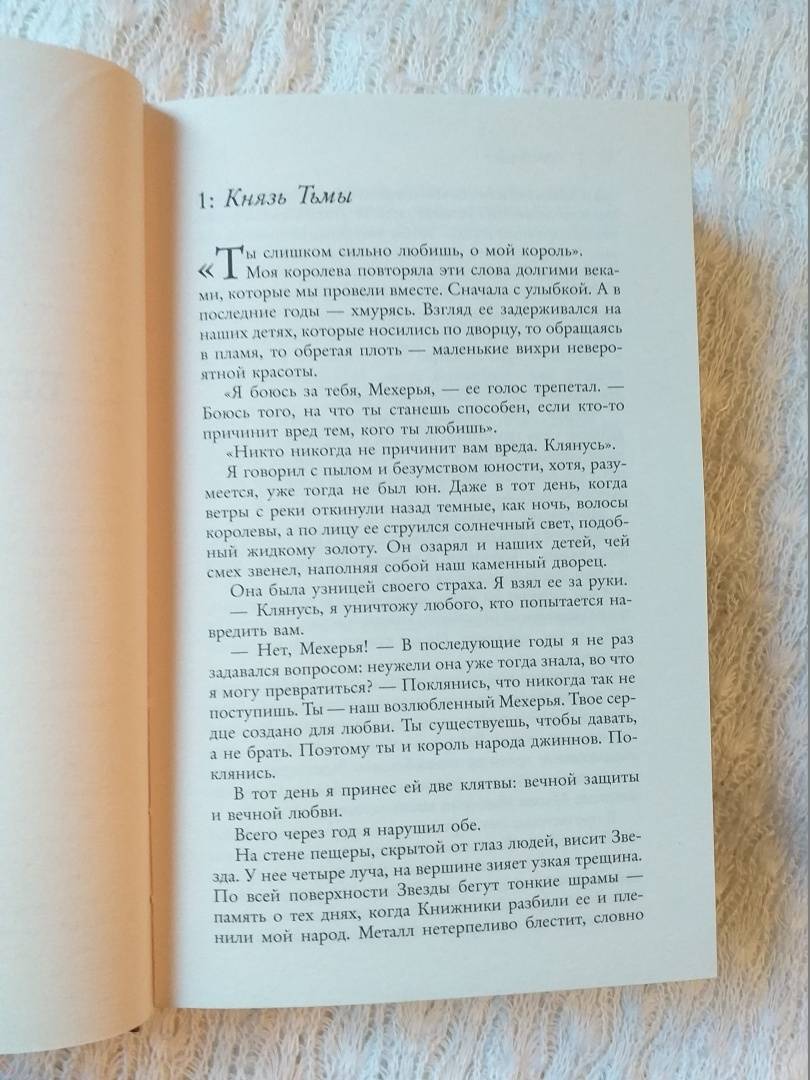 1: Князь Тьмы
«Ты слишком сильно любишь, о мой король».
Моя королева повторяла эти слова долгими века-
ми, которые мы провели вместе. Сначала с улыбкой. А в
последние годы — хмурясь. Взгляд ее задерживался на
наших детях, которые носились по дворцу, то обращаясь
в пламя, то обретая плоть — маленькие вихри неверо-
ятной красоты.
«Я боюсь за тебя, Мехерья, — ее голос трепетал. —
Боюсь того, на что ты станешь способен, если кто-то
причинит вред тем, кого ты любишь».
«Никто никогда не причинит вам вреда. Клянусь».
Я говорил с пылом и безумством юности, хотя, разу-
меется, уже тогда не был юн. Даже в тот день, когда
ветры с реки откинули назад темные, как ночь, волосы
королевы, а по лицу ее струился солнечный свет, подоб-
ный жидкому золоту. Он озарял и наших детей, чей
смех звенел, наполняя собой наш каменный дворец.
Она была узницей своего страха. Я взял ее за руки.
— Клянусь, я уничтожу любого, кто попытается на-
вредить вам.
— Нет, Мехерья! — В последующие годы я не раз
задавался вопросом: неужели она уже тогда знала, во что
я могу превратиться? — Поклянись, что никогда так не
поступишь. Ты — наш возлюбленный Мехерья. Твое сер-
дце создано для любви. Ты существуешь, чтобы давать,
а не брать. Поэтому ты и король народа джиннов. По-
клянись.
В тот день я принес ей две клятвы: вечной защиты
и вечной любви.
Всего через год я нарушил обе.
На стене пещеры, скрытой от глаз людей, висит Зве-
зда. У нее четыре луча, на вершине зияет узкая трещина.
По всей поверхности Звезды бегут тонкие шрамы —
память о тех днях, когда Книжники разбили ее и пле-
нили мой народ. Металл нетерпеливо блестит, словно